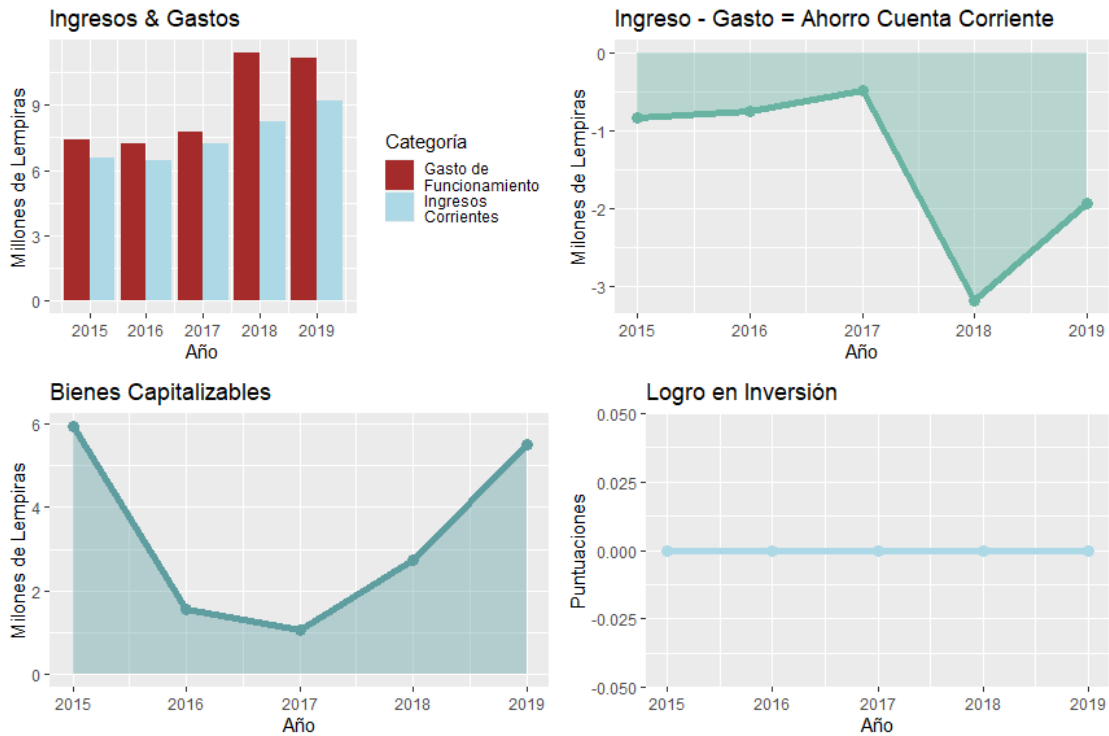 Ingresos & Gastos
Millones de Lempiras
9
6
3
0
2015 2016 2017 2018 2019
Año
Categoría
Gasto de
Funcionamiento
Ingresos
Corrientes
Ingreso - Gasto = Ahorro Cuenta Corriente
Milones de Lempiras
0
-1
-2
-3
2015 2016 2017 2018 2019
Año
Bienes Capitalizables
Milones de Lempiras
6
4
2
0
2015 2016 2017 2018 2019
Año
Logro en Inversión
Puntuaciones
0.050
0.025
0.000
-0.025
-0.050
2015 2016 2017 2018 2019
Año